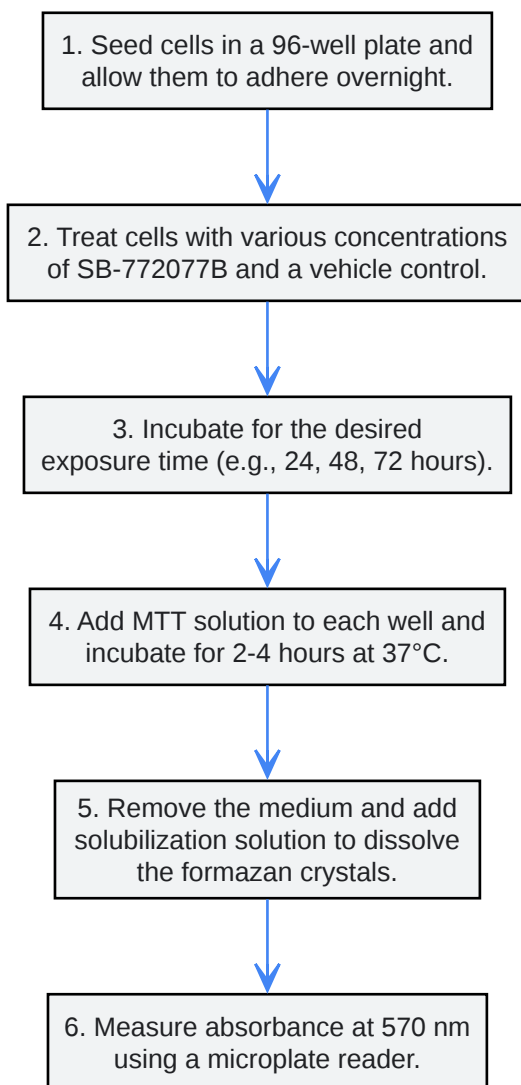 1. Seed cells in a 96-well plate and
allow them to adhere overnight.
2. Treat cells with various concentrations
of SB-772077B and a vehicle control.
3. Incubate for the desired
exposure time (e.g., 24, 48, 72 hours).
4. Add MTT solution to each well and
incubate for 2-4 hours at 37°C.
5. Remove the medium and add
solubilization solution to dissolve
the formazan crystals.
6. Measure absorbance at 570 nm
using a microplate reader.